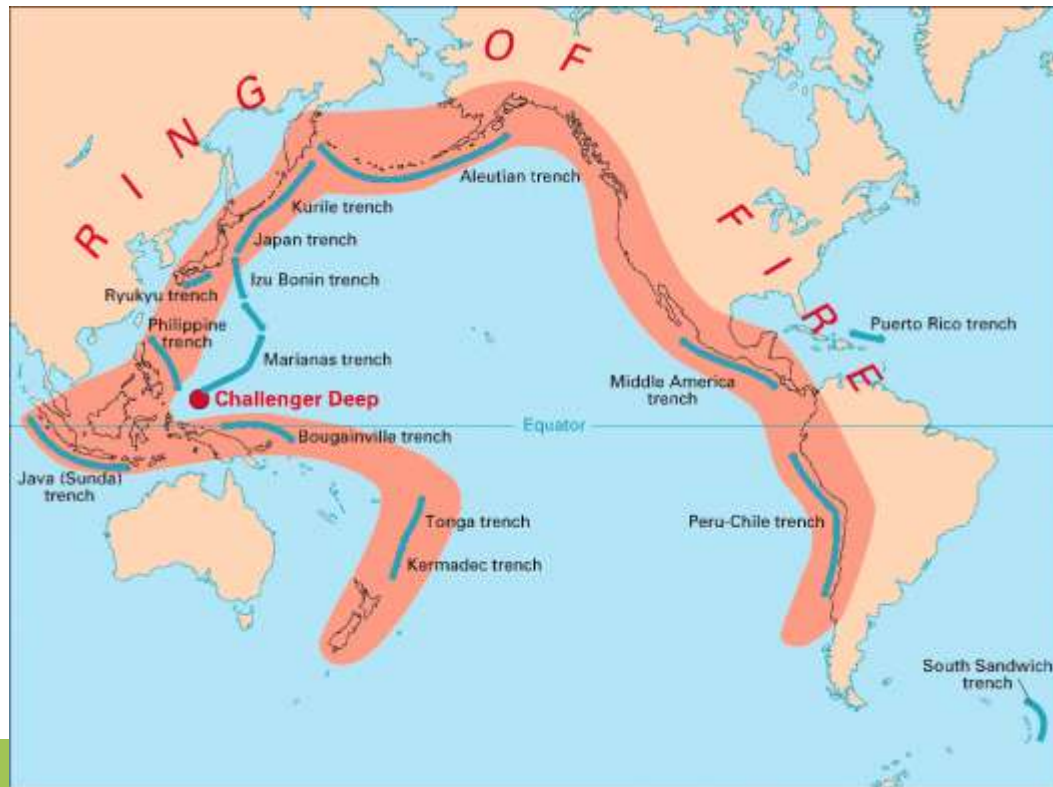 RING OF FIRE
Aleutian trench
Kurile trench
Japan trench
Izu Bonin trench
Ryukyu trench
Philippine
trench
Marianas trench
Challenger Deep
Puerto Rico trench
Middle America
trench
Equator
Bougainville trench
Java (Sunda)
trench
Tonga trench
Peru-Chile trench
Kermadec trench
South Sandwich
trench